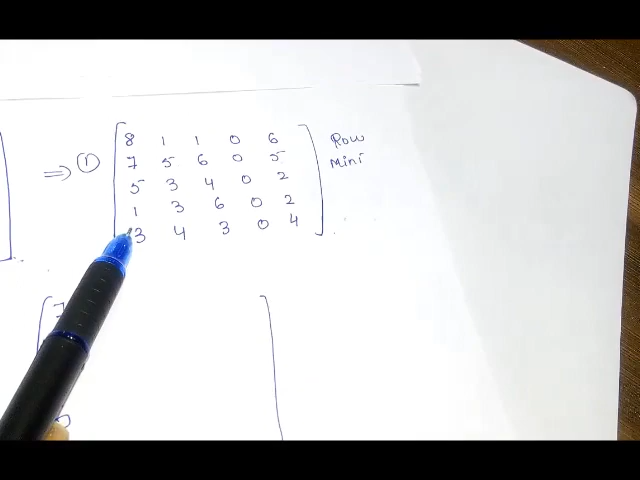 ⇒ ① 8 1 1 0 6 Row
7 5 6 0 5 Mini
5 3 4 0 2
1 3 6 0 2
3 4 3 0 4
7